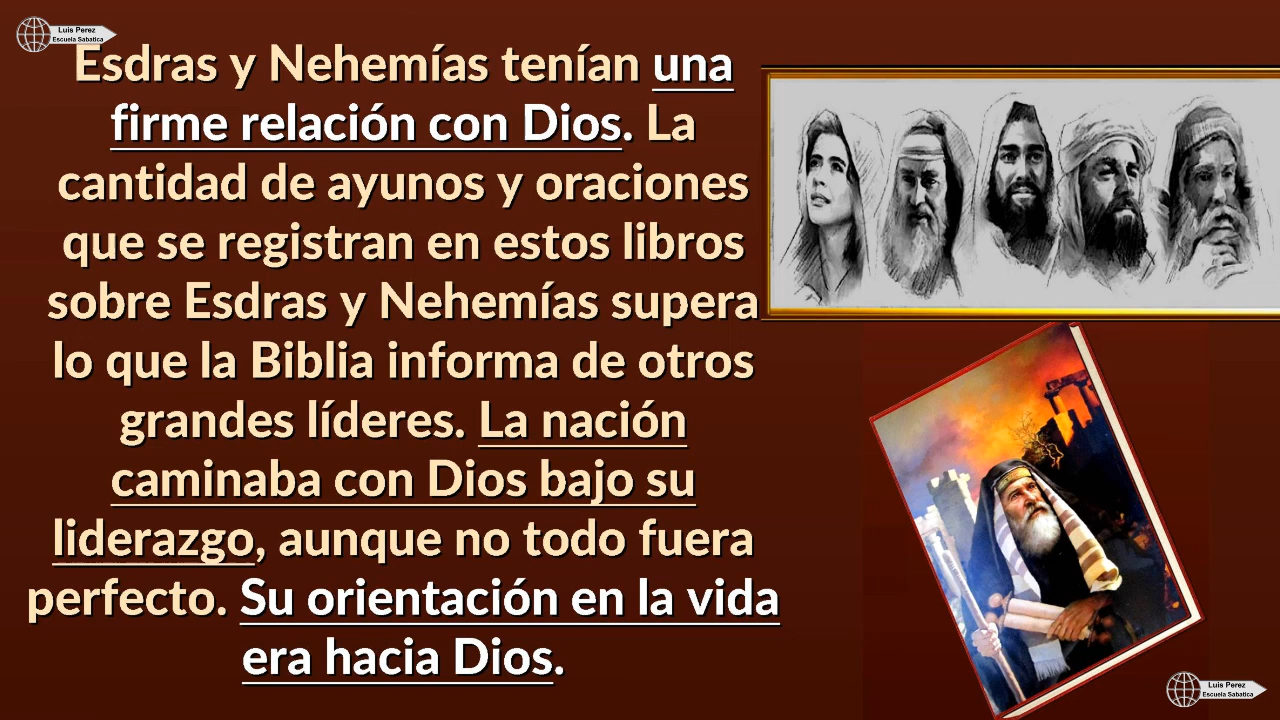 Luis Perez
Escuela Sabatica
Esdras y Nehemías tenían una
firme relación con Dios. La
cantidad de ayunos y oraciones
que se registran en estos libros
sobre Esdras y Nehemías supera
lo que la Biblia informa de otros
grandes líderes. La nación
caminaba con Dios bajo su
liderazgo, aunque no todo fuera
perfecto. Su orientación en la vida
era hacia Dios.
Luis Perez
Escuela Sabatica